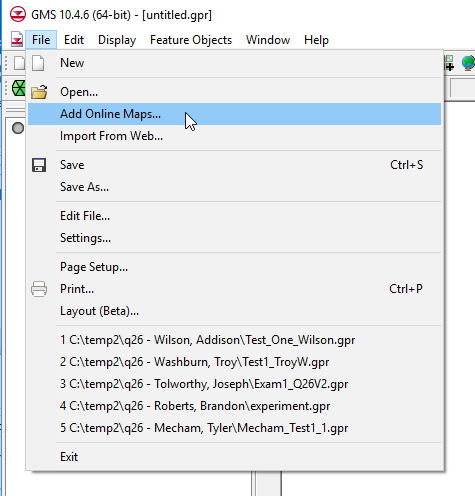 GMS 10.4.6 (64-bit) - [untitled.gpr]
File Edit Display Feature Objects Window Help
New
Open...
Add Online Maps...
Import From Web...
Save Ctrl+S
Save As...
Edit File...
Settings...
Page Setup...
Print... Ctrl+P
Layout (Beta)...
1 C:\temp2\q26 - Wilson, Addison\Test_One_Wilson.gpr
2 C:\temp2\q26 - Washburn, Troy\Test1_TroyW.gpr
3 C:\temp2\q26 - Tolworthy, Joseph\Exam1_Q26V2.gpr
4 C:\temp2\q26 - Roberts, Brandon\experiment.gpr
5 C:\temp2\q26 - Mecham, Tyler\Mecham_Test1_1.gpr
Exit